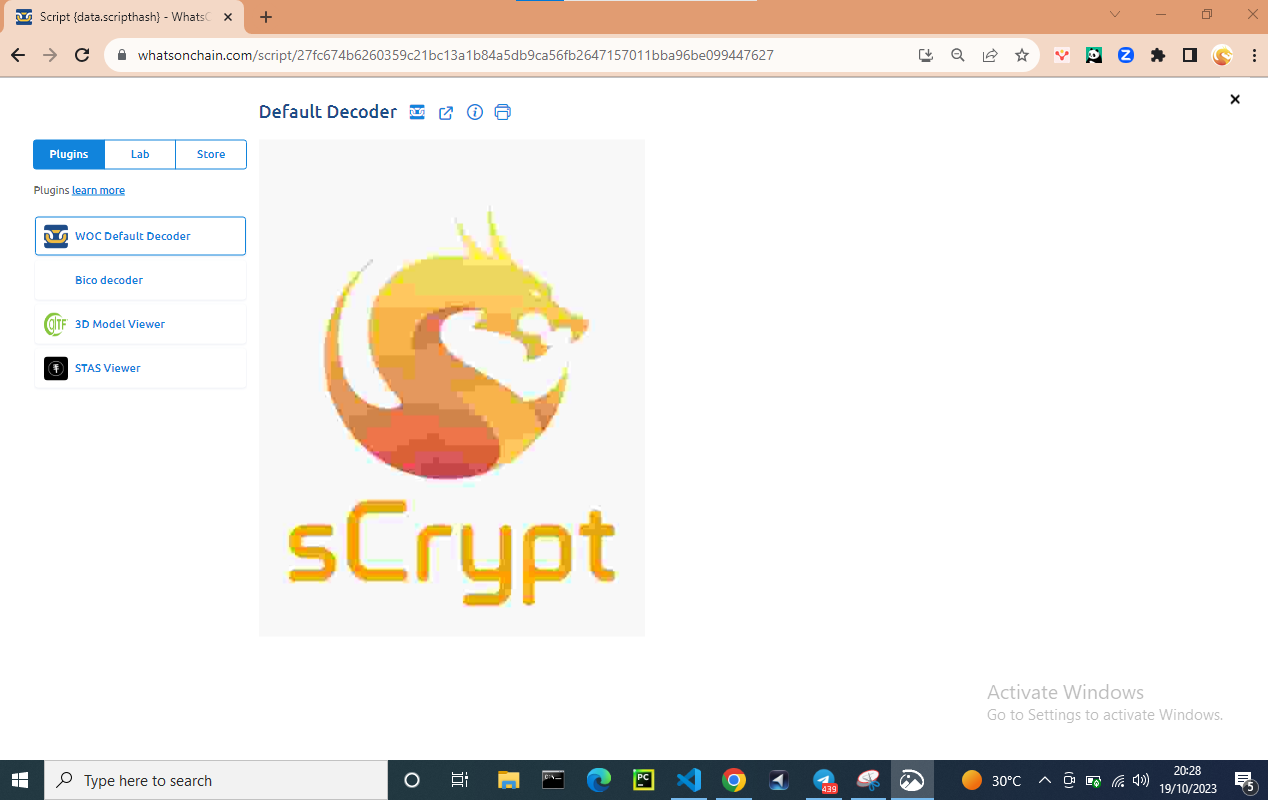 Script {data.scripthash} - WhatsC
whatsonchain.com/script/27fc674b6260359c21bc13a1b84a5db9ca56fb2647157011bba96be099447627
Default Decoder
Plugins Lab Store
Plugins learn more
WOC Default Decoder
Bico decoder
3D Model Viewer
STAS Viewer
sCrypt
Activate Windows
Go to Settings to activate Windows.
Type here to search
PC
439
30°C
20:28
19/10/2023
5